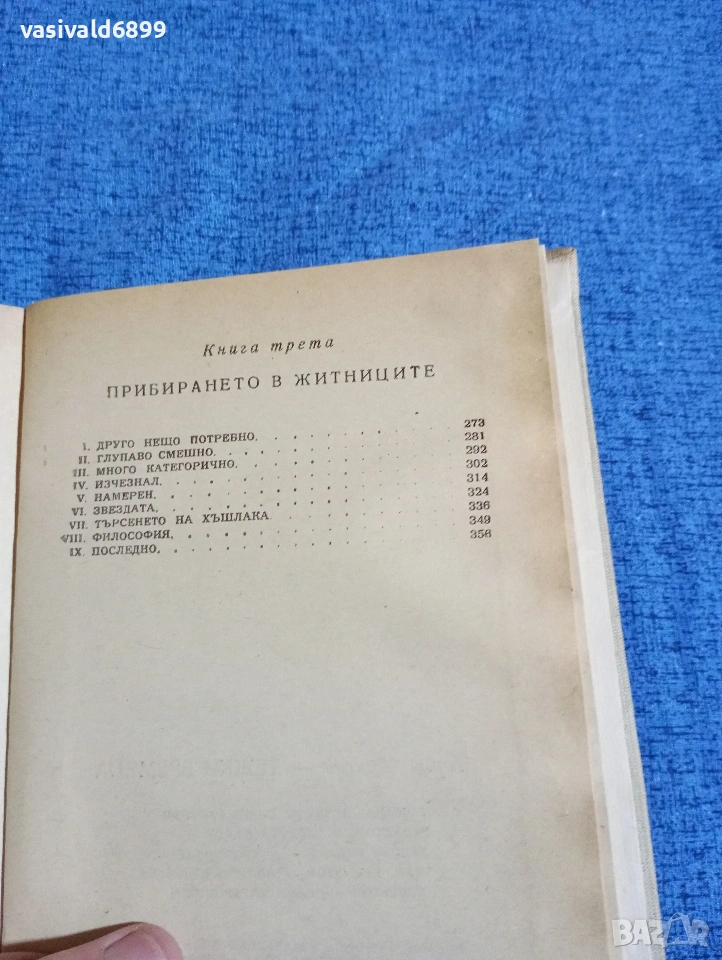 vasivald6899
Книга трета
ПРИБИРАНЕТО В ЖИТНИЦИТЕ
I. ДРУГО НЕЩО ПОТРЕБНО. . . . . . . . . . 273
II. ГЛУПАВО СМЕШНО. . . . . . . . . . . 281
III. МНОГО КАТЕГОРИЧНО. . . . . . . . . . 292
IV. ИЗЧЕЗНАЛ. . . . . . . . . . . . . 302
V. НАМЕРЕН. . . . . . . . . . . . . 314
VI. ЗВЕЗДАТА. . . . . . . . . . . . . 324
VII. ТЪРСЕНЕТО НА ХЪШЛАКА . . . . . . . . 336
VIII. ФИЛОСОФИЯ. . . . . . . . . . . . 349
IX. ПОСЛЕДНО. . . . . . . . . . . . . 356
BAZAR